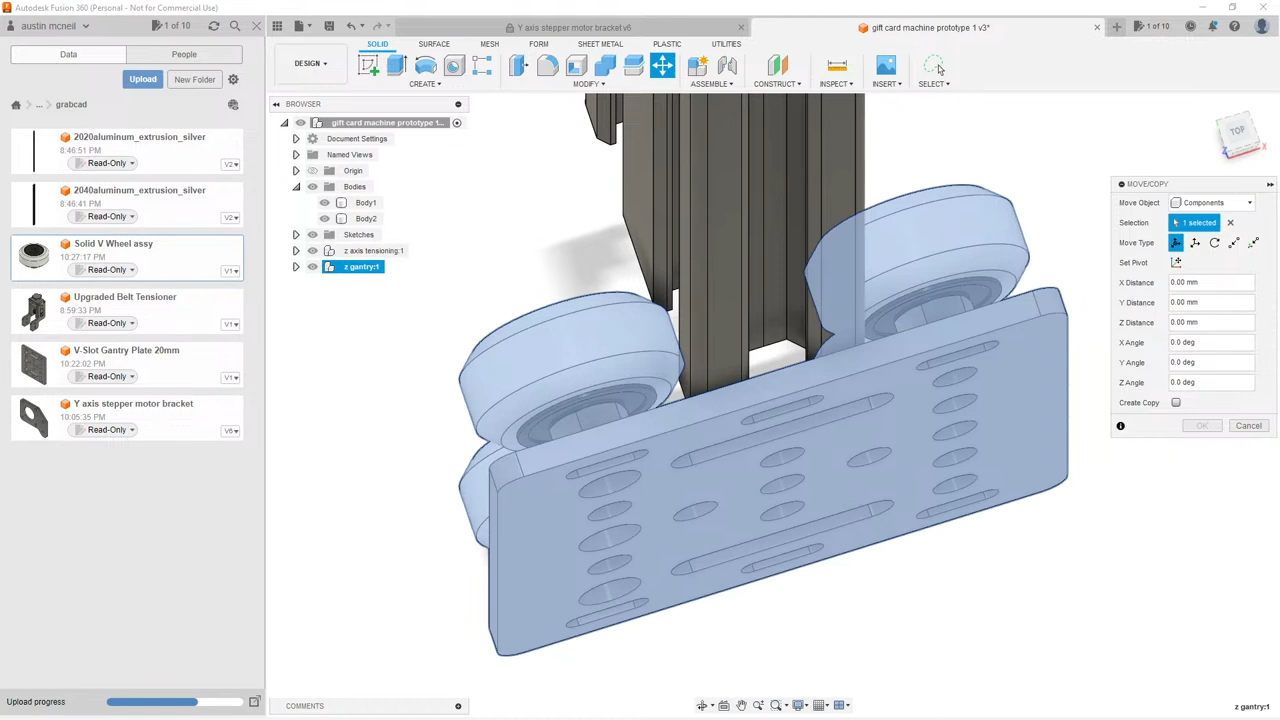 Autodesk Fusion 360 (Personal - Not for Commercial Use)
austin mcneil
1 of 10
Y axis stepper motor bracket v6
gift card machine prototype 1 v3*
1 of 10
Data
People
Upload
New Folder
... grabcad
2020aluminum_extrusion_silver
8:46:51 PM
Read-Only
V2
2040aluminum_extrusion_silver
8:46:41 PM
Read-Only
V2
Solid V Wheel assy
10:27:17 PM
Read-Only
V1
Upgraded Belt Tensioner
8:59:33 PM
Read-Only
V1
V-Slot Gantry Plate 20mm
10:22:02 PM
Read-Only
V1
Y axis stepper motor bracket
10:05:35 PM
Read-Only
V6
Upload progress
DESIGN
SOLID
SURFACE
MESH
FORM
SHEET METAL
PLASTIC
UTILITIES
CREATE
MODIFY
ASSEMBLE
CONSTRUCT
INSPECT
INSERT
SELECT
BROWSER
gift card machine prototype 1...
Document Settings
Named Views
Origin
Bodies
Body1
Body2
Sketches
z axis tensioning:1
z gantry:1
TOP
Z
X
MOVE/COPY
Move Object
Components
Selection
1 selected
Move Type
Set Pivot
X Distance
0.00 mm
Y Distance
0.00 mm
Z Distance
0.00 mm
X Angle
0.0 deg
Y Angle
0.0 deg
Z Angle
0.0 deg
Create Copy
OK
Cancel
COMMENTS
z gantry:1